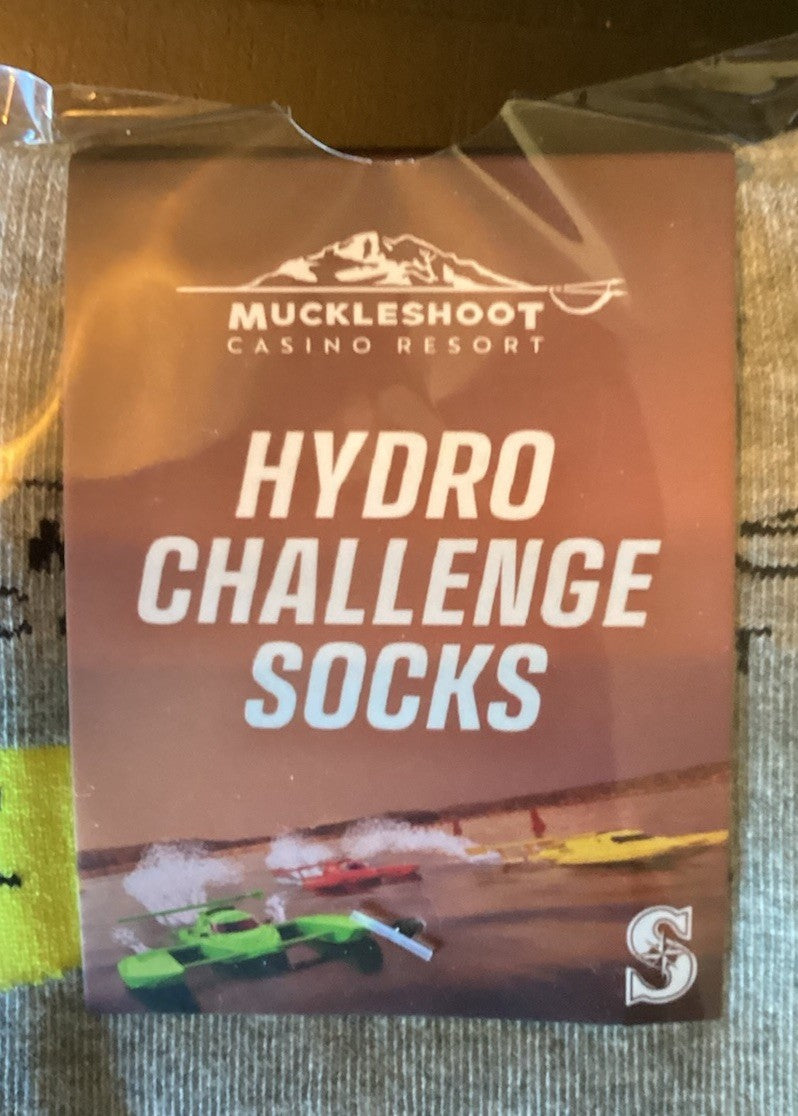 MUCKLESHOOT
CASINO RESORT
HYDRO
CHALLENGE
SOCKS
S